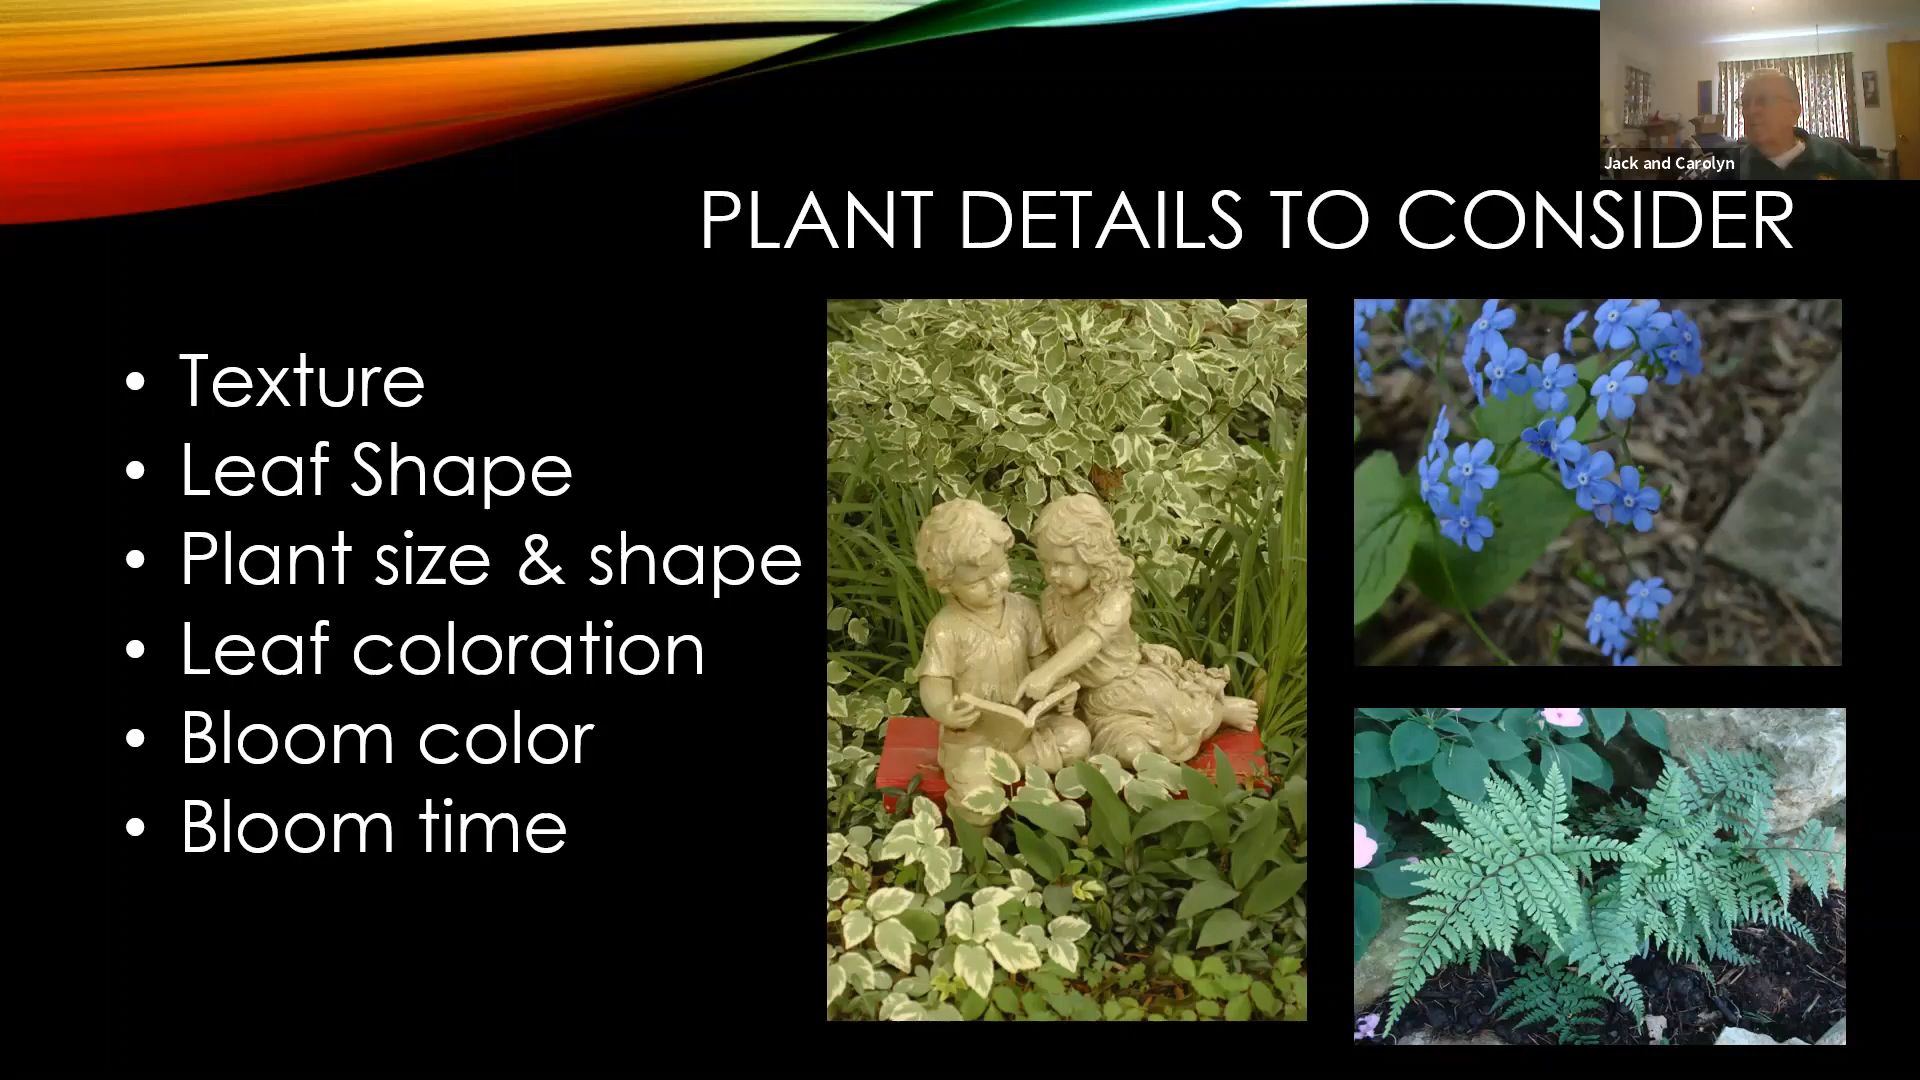 Jack and Carolyn
PLANT DETAILS TO CONSIDER
• Texture
• Leaf Shape
• Plant size & shape
• Leaf coloration
• Bloom color
• Bloom time